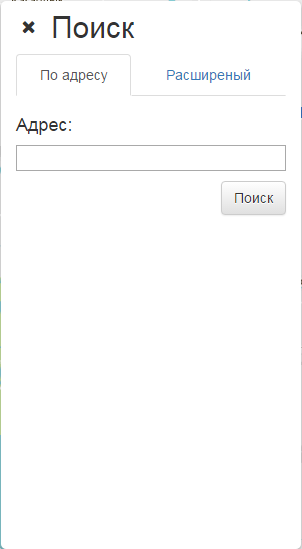 ✖ Поиск
По адресу Расширеный
Адрес:
Поиск